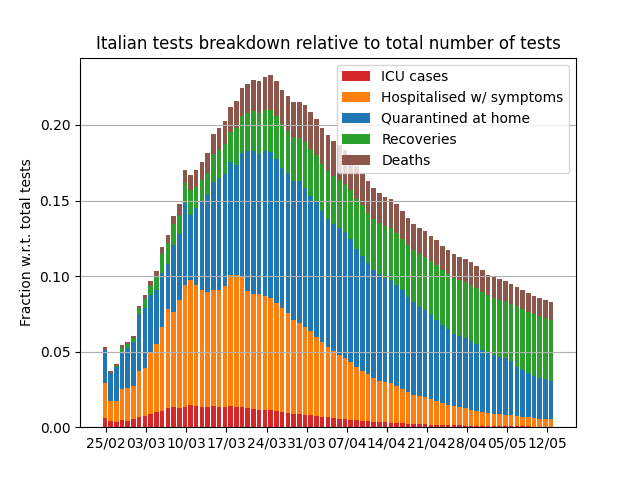 Italian tests breakdown relative to total number of tests
ICU cases
Hospitalised w/ symptoms
Quarantined at home
Recoveries
Deaths
Fraction w.r.t. total tests
0.20
0.15
0.10
0.05
0.00
25/02 03/03 10/03 17/03 24/03 31/03 07/04 14/04 21/04 28/04 05/05 12/05